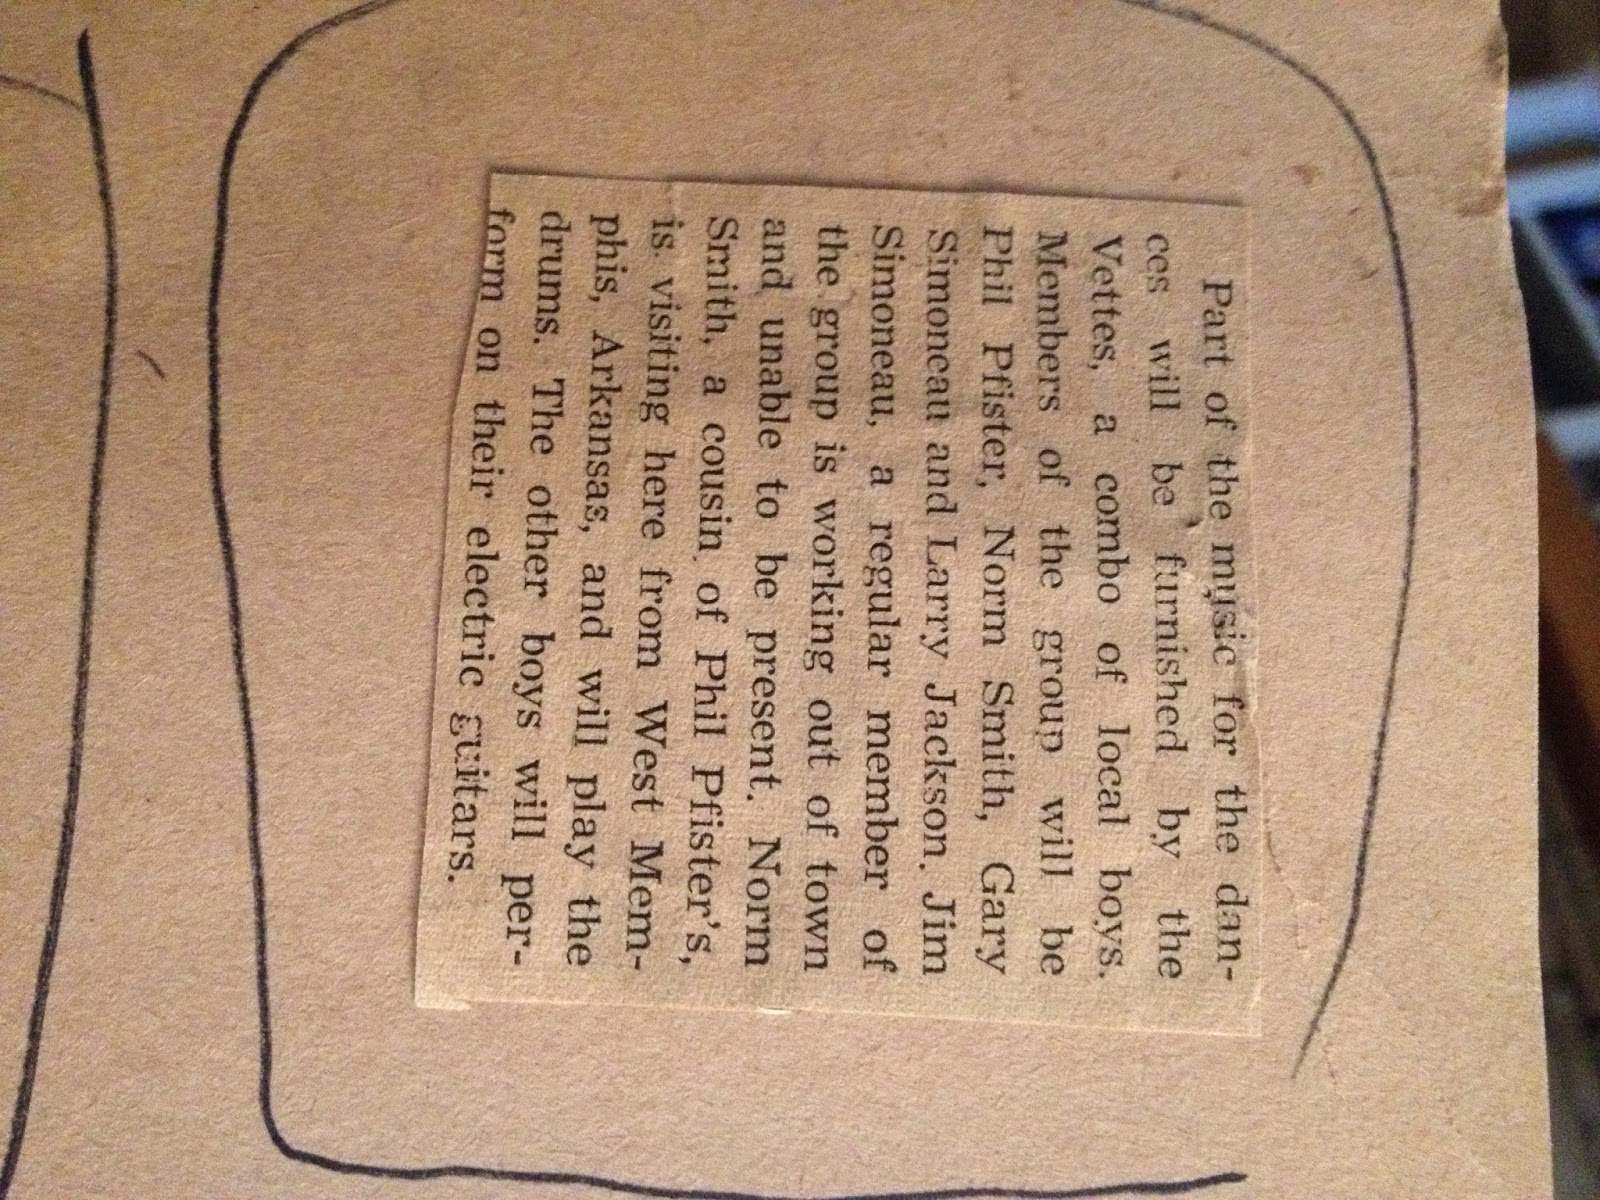 Part of the music for the dan-
ces will be furnished by the
Vettes, a combo of local boys.
Members of the group will be
Phil Pfister, Norm Smith, Gary
Simoneau and Larry Jackson. Jim
Simoneau, a regular member of
the group is working out of town
and unable to be present. Norm
Smith, a cousin of Phil Pfister's,
is visiting here from West Mem-
phis, Arkansas, and will play the
drums. The other boys will per-
form on their electric guitars.